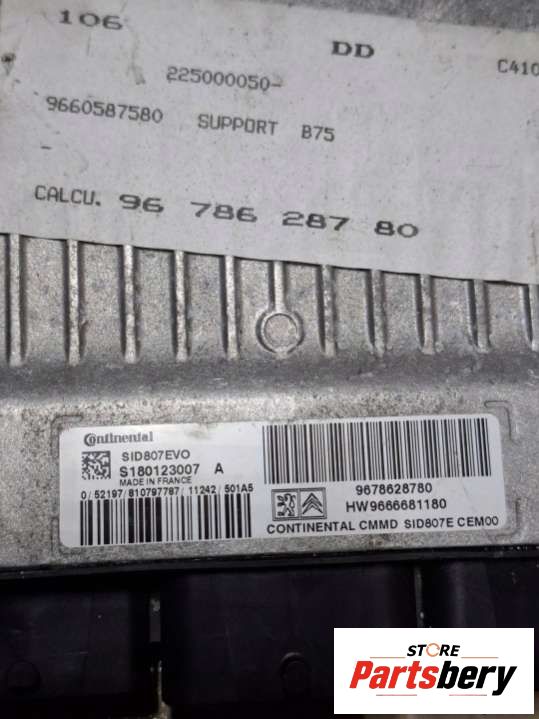 106 DD C410
225000050-
9660587580 SUPPORT B75
-
CALCU. 96 786 287 80
Continental
SID807EVO
S180123007 A
MADE IN FRANCE
0/52197/810797787/11242/501A5
9678628780
HW9666681180
CONTINENTAL CMMD SID807E CEM00
STORE
Partsbery